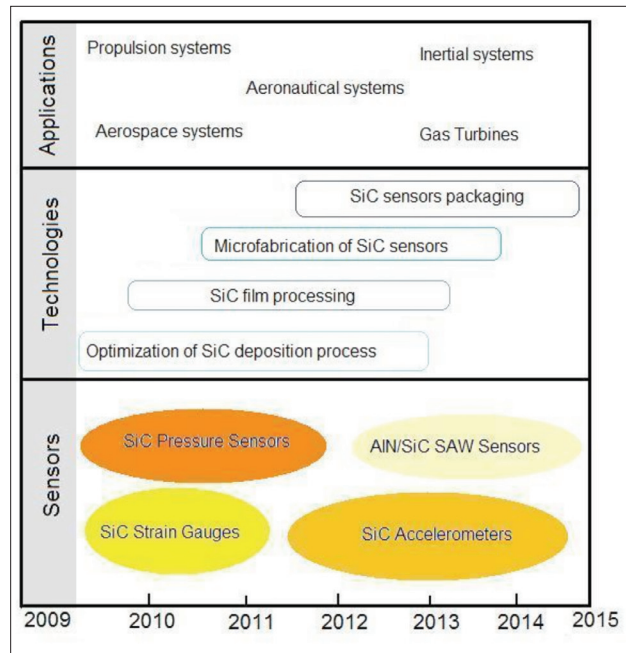 Applications
Propulsion systems
Inertial systems
Aeronautical systems
Aerospace systems
Gas Turbines
Technologies
SiC sensors packaging
Microfabrication of SiC sensors
SiC film processing
Optimization of SiC deposition process
Sensors
SiC Pressure Sensors
AlN/SiC SAW Sensors
SiC Strain Gauges
SiC Accelerometers
2009 2010 2011 2012 2013 2014 2015